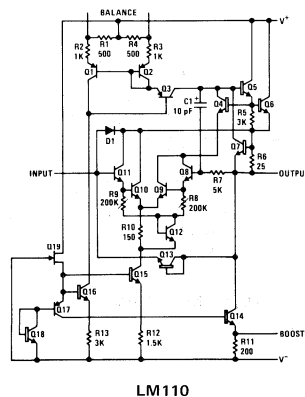 BALANCE
V+
R2 1K
R1 500
R4 500
R3 1K
Q1
Q2
Q3
Q5
C1 10 pF
Q4
Q6
R5 3K
Q7
D1
R6 25
INPUT
Q11
Q10
Q9
Q8
R7 5K
OUTPUT
R9 200K
R8 200K
R10 150
Q12
Q13
Q19
Q15
Q16
Q17
Q14
Q18
R13 3K
R12 1.5K
BOOST
R11 200
V-
LM110